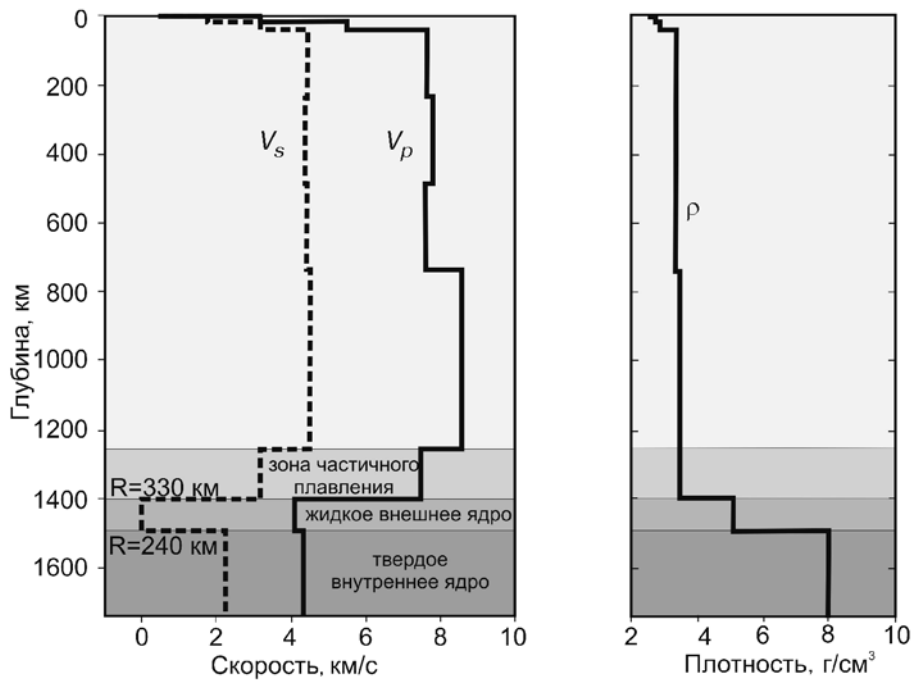 0
200
400
600
800
1000
1200
1400
1600
Глубина, км
Vs
Vp
зона частичного
плавления
R=330 км
жидкое внешнее ядро
R=240 км
твердое
внутреннее ядро
0 2 4 6 8 10
Скорость, км/с
ρ
2 4 6 8 10
Плотность, г/см³